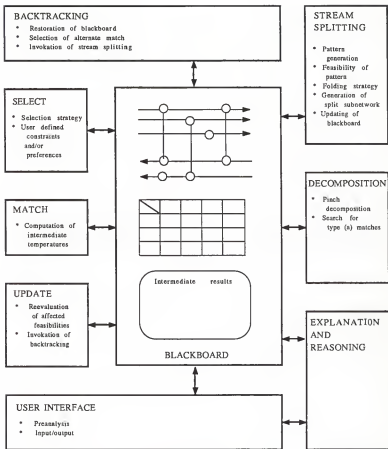 BACKTRACKING
* Restoration of blackboard
* Selection of alternate match
* Invokation of stream splitting
STREAM
SPLITTING
* Pattern
generation
* Feasibility of
pattern
* Folding strategy
* Generation of
split subnetwork
* Updating of
blackboard
SELECT
* Selection strategy
* User defined
constraints
and/or
preferences
MATCH
* Computation of
intermediate
temperatures
UPDATE
* Reevaluation
of affected
feasibilities
* Invokation of
backtracking
Intermediate results
BLACKBOARD
DECOMPOSITION
* Pinch
decomposition
* Search for
type (a) matches
EXPLANATION
AND
REASONING
USER INTERFACE
* Preanalysis
* Input/output